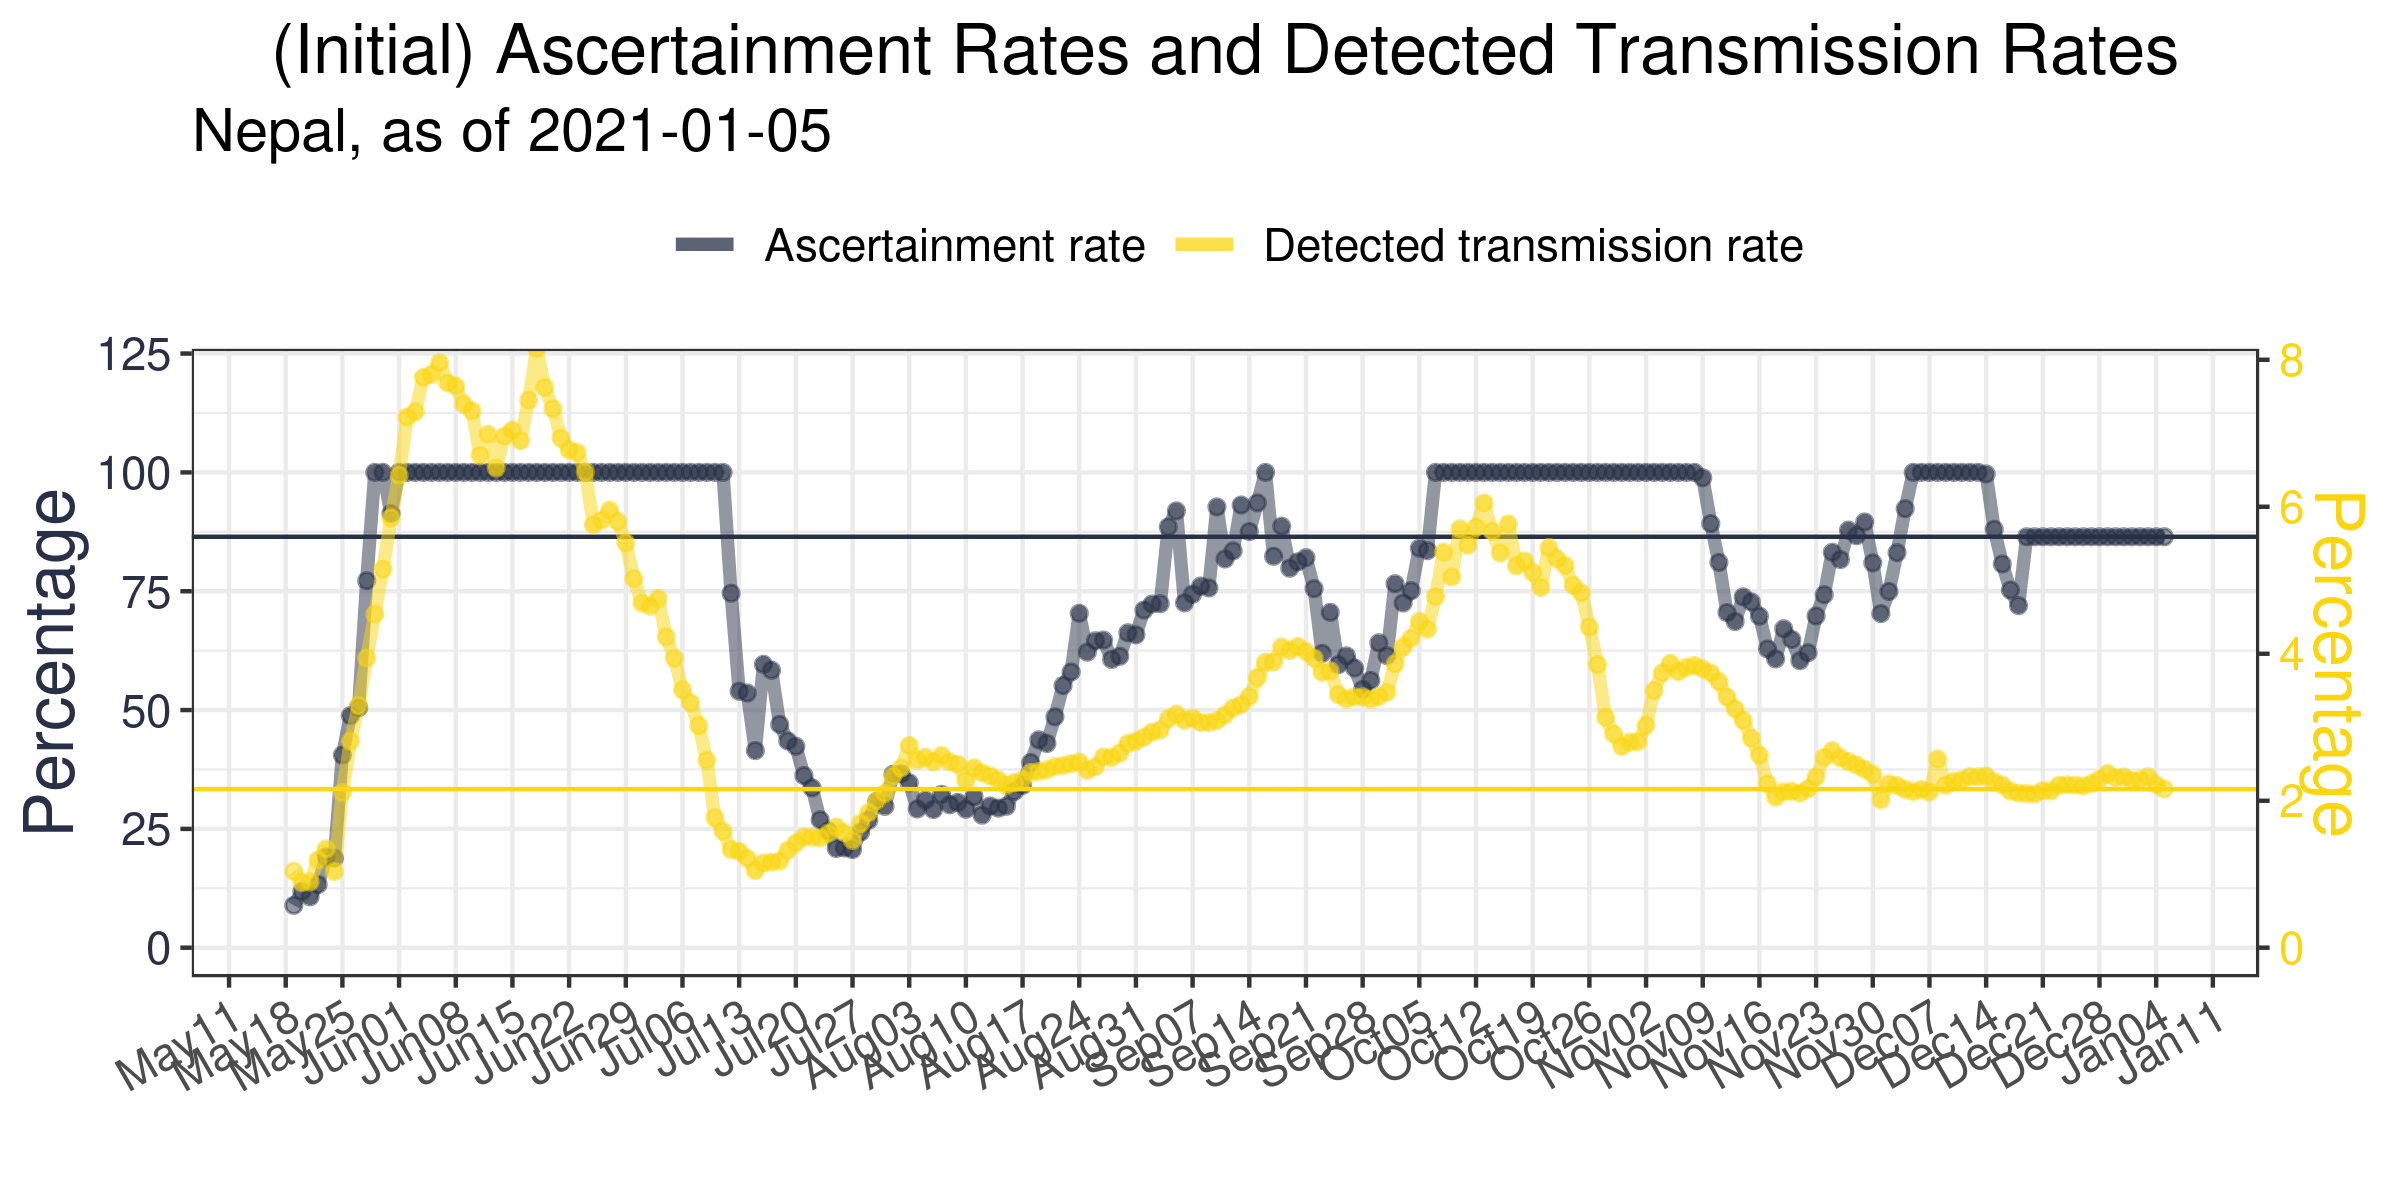 (Initial) Ascertainment Rates and Detected Transmission Rates
Nepal, as of 2021-01-05
Ascertainment rate
Detected transmission rate
Percentage
125
100
75
50
25
0
8
6
4
2
0
Percentage
May11
May18
May25
Jun01
Jun08
Jun15
Jun22
Jun29
Jul06
Jul13
Jul20
Jul27
Aug03
Aug10
Aug17
Aug24
Aug31
Sep07
Sep14
Sep21
Sep28
Oct05
Oct12
Oct19
Oct26
Nov02
Nov09
Nov16
Nov23
Nov30
Dec07
Dec14
Dec21
Dec28
Jan04
Jan11